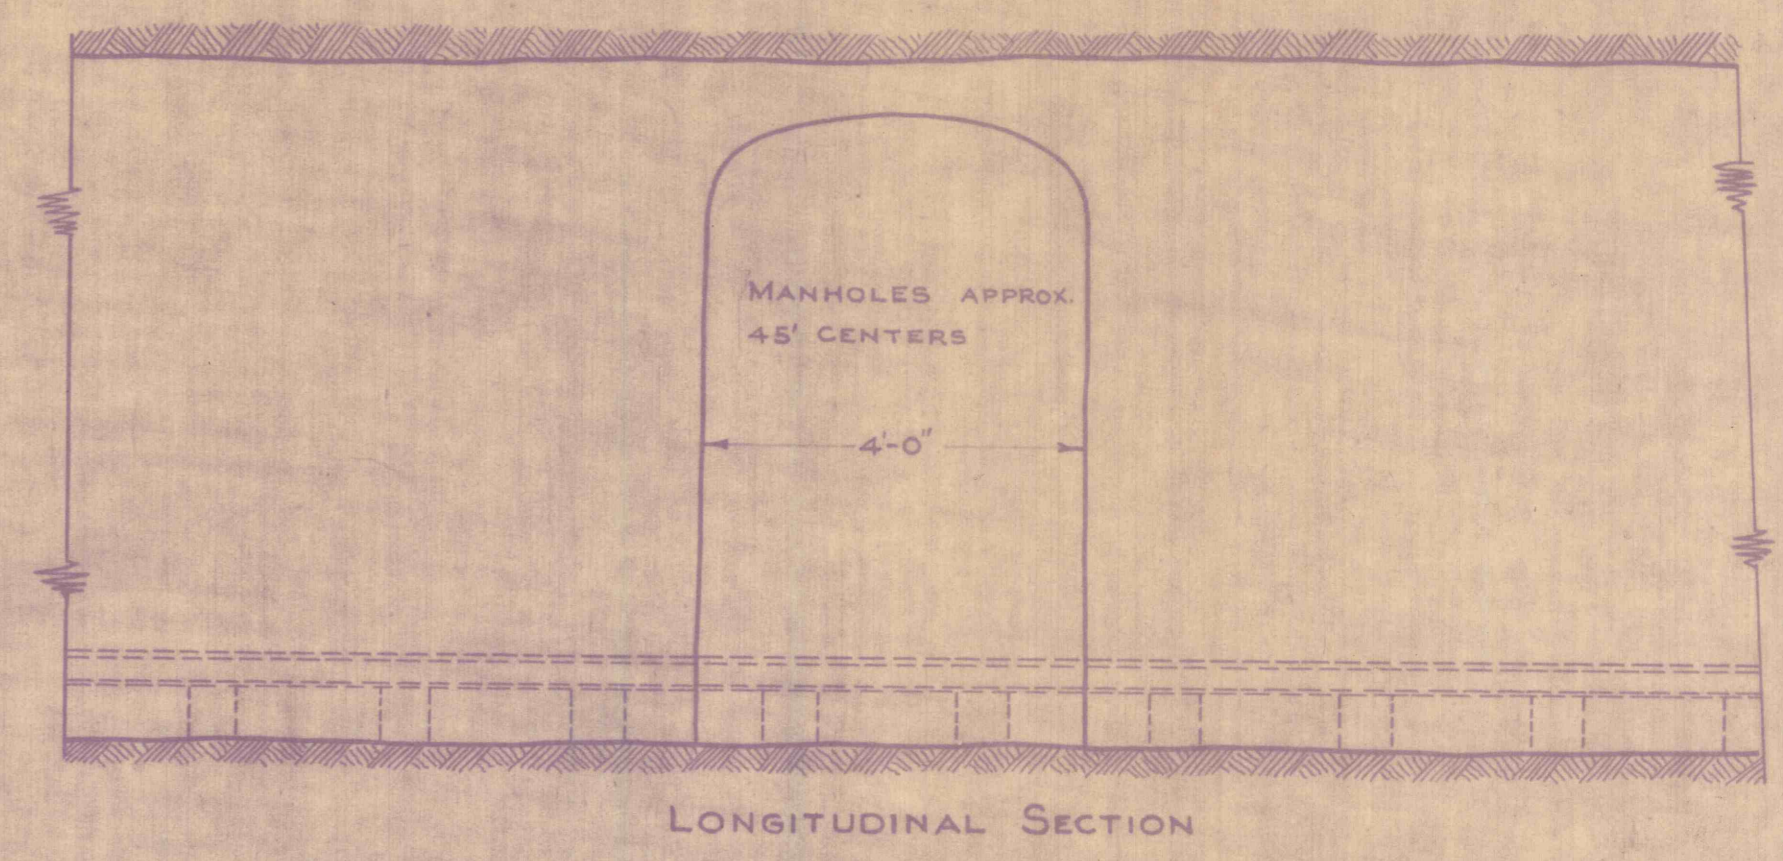 MANHOLES APPROX.
45' CENTERS
4'-0"
LONGITUDINAL SECTION